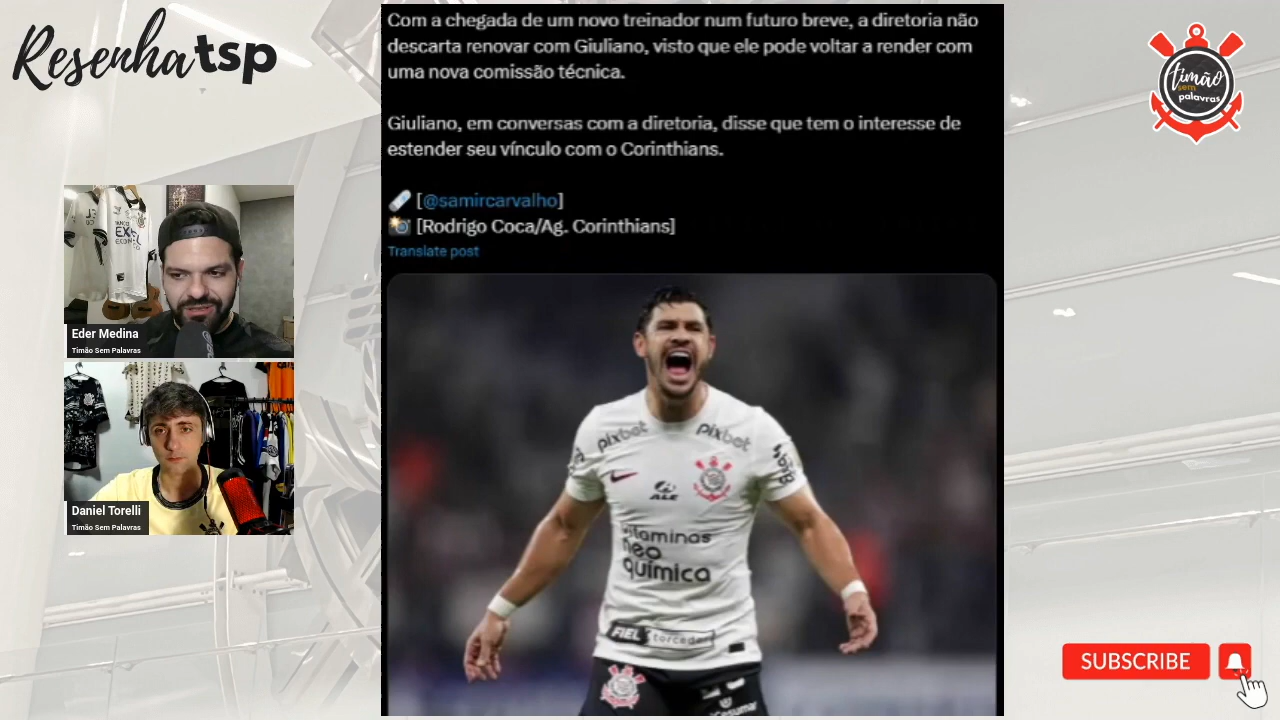 Resenha tsp
Com a chegada de um novo treinador num futuro breve, a diretoria não
descarta renovar com Giuliano, visto que ele pode voltar a render com
uma nova comissão técnica.
Giuliano, em conversas com a diretoria, disse que tem o interesse de
estender seu vínculo com o Corinthians.
[@samircarvalho]
[Rodrigo Coca/Ag. Corinthians]
Translate post
timão
sem
palavras
Eder Medina
Timão Sem Palavras
Daniel Torelli
Timão Sem Palavras
pixbet
pixbet
ALE
vitaminas
neo
química
FIEL torcedor
SUBSCRIBE